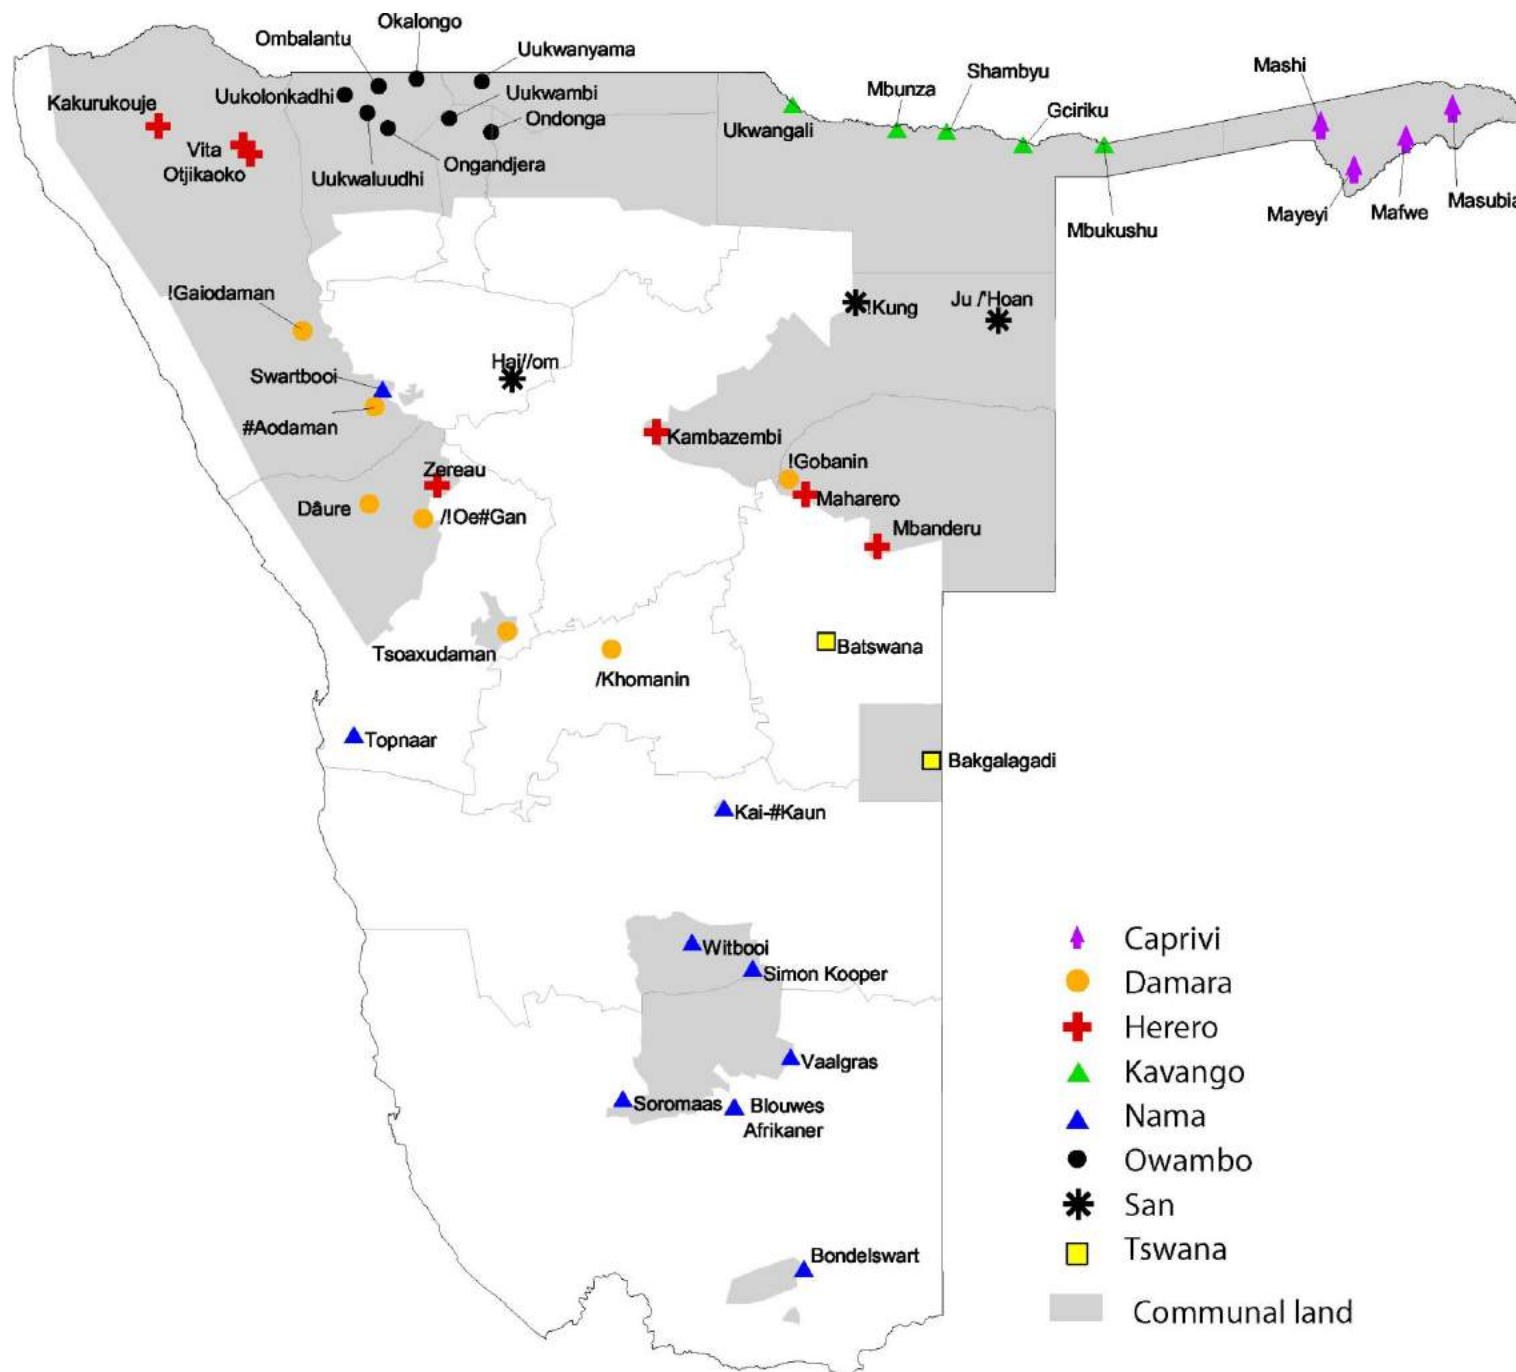 Okalongo
Ombalantu
Uukwanyama
Kakurukouje
Uukolonkadhi
Uukwambi
Ondonga
Vita
Otjikaoko
Uukwaluudhi
Ongandjera
Ukwangali
Mbunza
Shambyu
Gciriku
Mbukushu
Mashi
Mayeyi
Mafwe
Masubia
!Gaiodaman
!Kung
Ju /'Hoan
Swartbooi
Hai//om
#Aodaman
Kambazembi
Zereau
!Gobanin
Maharero
Dâure
/!Oe#Gan
Mbanderu
Tsoaxudaman
/Khomanin
Batswana
Topnaar
Bakgalagadi
Kai-#Kaun
Witbooi
Simon Kooper
Vaalgras
Soromaas
Blouwes
Afrikaner
Bondelswart
Caprivi
Damara
Herero
Kavango
Nama
Owambo
San
Tswana
Communal land